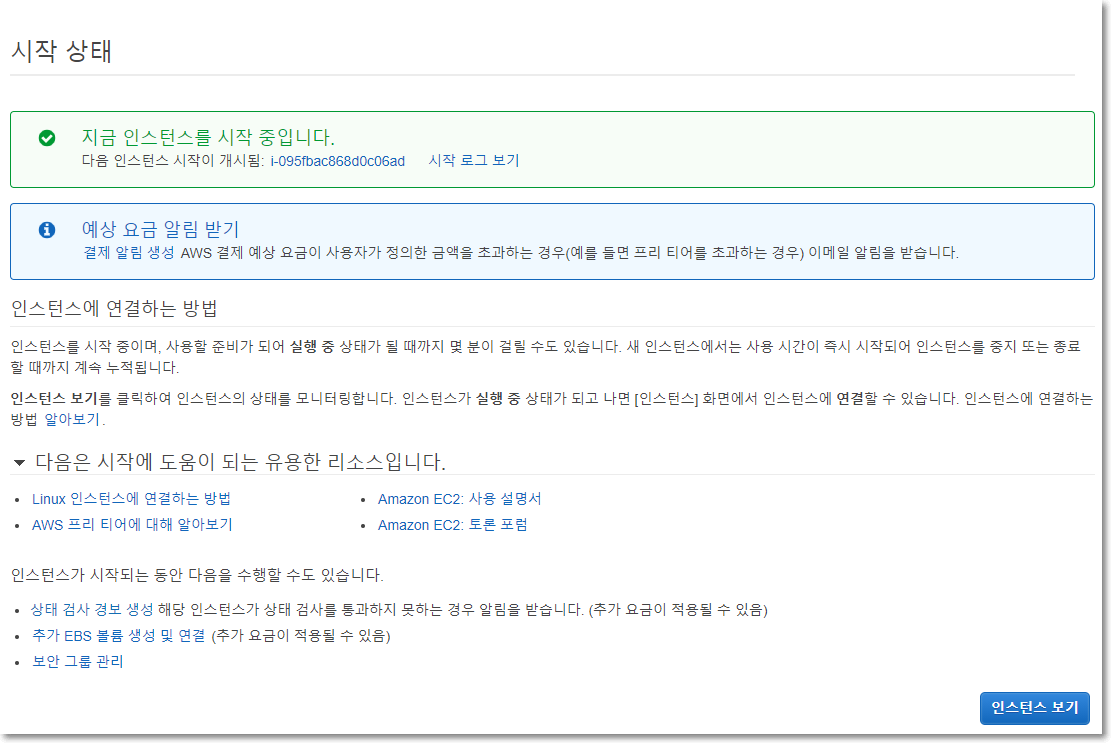 시작 상태
지금 인스턴스를 시작 중입니다.
다음 인스턴스 시작이 개시됨: i-095fbac868d0c06ad 시작 로그 보기
예상 요금 알림 받기
결제 알림 생성 AWS 결제 예상 요금이 사용자가 정의한 금액을 초과하는 경우(예를 들면 프리 티어를 초과하는 경우) 이메일 알림을 받습니다.
인스턴스에 연결하는 방법
인스턴스를 시작 중이며, 사용할 준비가 되어 실행 중 상태가 될 때까지 몇 분이 걸릴 수도 있습니다. 새 인스턴스에서는 사용 시간이 즉시 시작되어 인스턴스를 중지 또는 종료
할 때까지 계속 누적됩니다.
인스턴스 보기를 클릭하여 인스턴스의 상태를 모니터링합니다. 인스턴스가 실행 중 상태가 되고 나면 [인스턴스] 화면에서 인스턴스에 연결할 수 있습니다. 인스턴스에 연결하는
방법 알아보기.
다음은 시작에 도움이 되는 유용한 리소스입니다.
• Linux 인스턴스에 연결하는 방법 • Amazon EC2: 사용 설명서
• AWS 프리 티어에 대해 알아보기 • Amazon EC2: 토론 포럼
인스턴스가 시작되는 동안 다음을 수행할 수도 있습니다.
• 상태 검사 경보 생성 해당 인스턴스가 상태 검사를 통과하지 못하는 경우 알림을 받습니다. (추가 요금이 적용될 수 있음)
• 추가 EBS 볼륨 생성 및 연결 (추가 요금이 적용될 수 있음)
• 보안 그룹 관리
인스턴스 보기